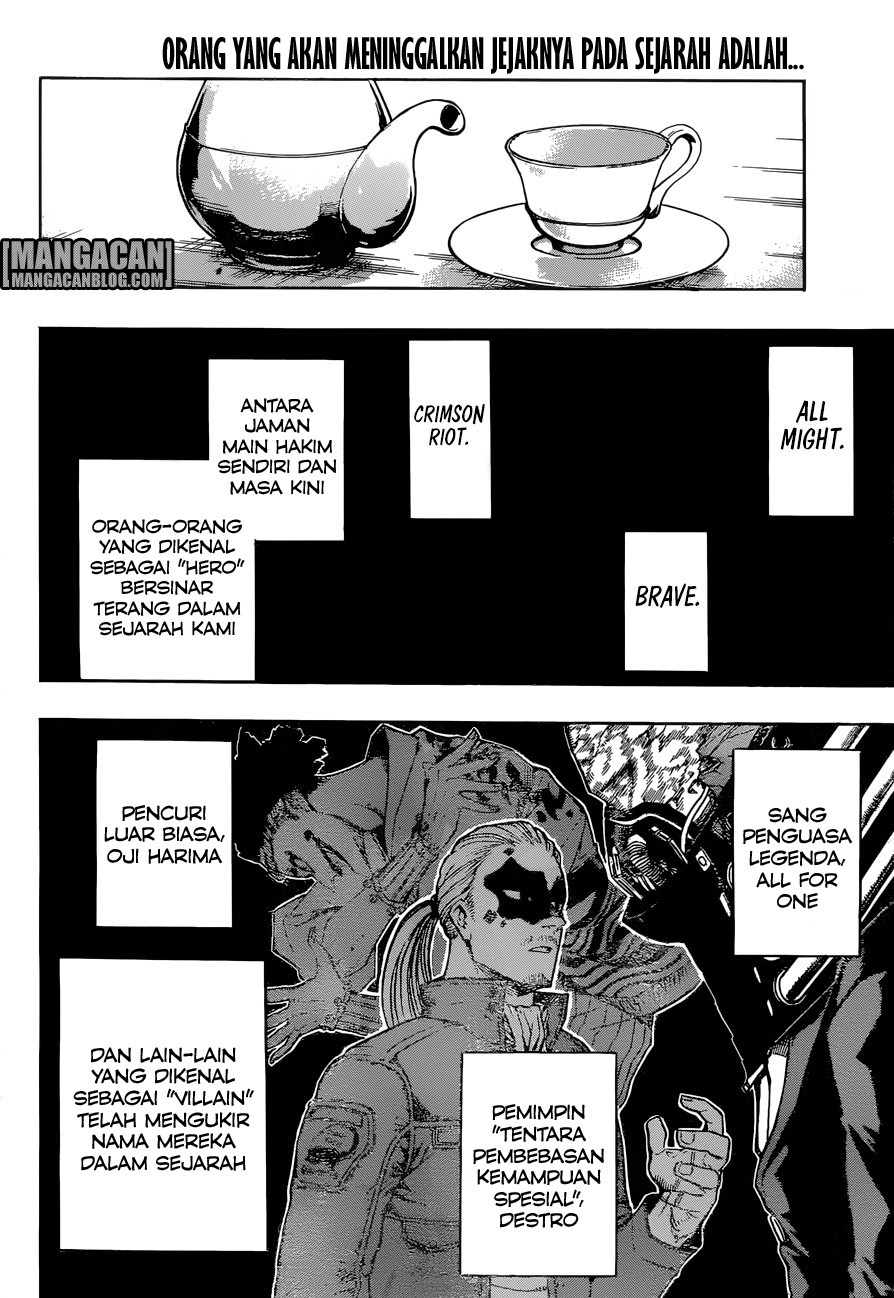 ORANG YANG AKAN MENINGGALKAN JEJAKNYA PADA SEJARAH ADALAH...
[MANGACAN]
MANGACANBLOG.COM
ALL
MIGHT.
BRAVE.
CRIMSON
RIOT.
ANTARA
JAMAN
MAIN HAKIM
SENDIRI DAN
MASA KINI
ORANG-ORANG
YANG DIKENAL
SEBAGAI "HERO"
BERSINAR
TERANG DALAM
SEJARAH KAMI
SANG
PENGUASA
LEGENDA,
ALL FOR
ONE
PEMIMPIN
"TENTARA
PEMBEBASAN
KEMAMPUAN
SPESIAL",
DESTRO
PENCURI
LUAR BIASA,
OJI HARIMA
DAN LAIN-LAIN
YANG DIKENAL
SEBAGAI "VILLAIN"
TELAH MENGUKIR
NAMA MEREKA
DALAM SEJARAH